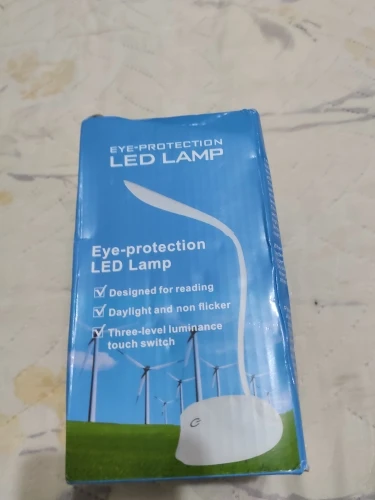 EYE-PROTECTION
LED LAMP
Eye-protection
LED Lamp
Designed for reading
Daylight and non flicker
Three-level luminance
touch switch